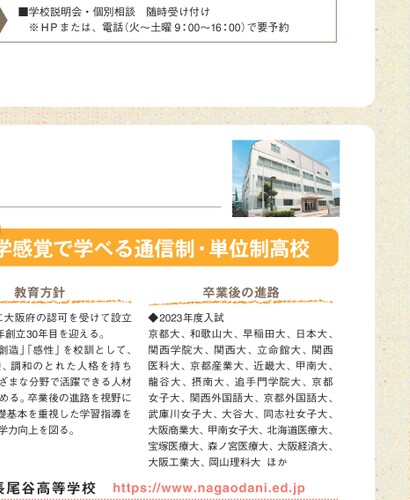 ■学校説明会・個別相談　随時受け付け
※ＨＰまたは、電話（火〜土曜 9：00〜16：00）で要予約
学感覚で学べる通信制・単位制高校
教育方針
に大阪府の認可を受けて設立
年創立30年目を迎える。
創造」「感性」を校訓として、
、調和のとれた人格を持ち
ざまな分野で活躍できる人材
める。卒業後の進路を視野に
礎基本を重視した学習指導を
学力向上を図る。
卒業後の進路
◆2023年度入試
京都大、和歌山大、早稲田大、日本大、
関西学院大、関西大、立命館大、関西
医科大、京都産業大、近畿大、甲南大、
龍谷大、摂南大、追手門学院大、京都
女子大、関西外国語大、京都外国語大、
武庫川女子大、大谷大、同志社女子大、
大阪商業大、甲南女子大、北海道医療大、
宝塚医療大、森ノ宮医療大、大阪経済大、
大阪工業大、岡山理科大 ほか
長尾谷高等学校　https://www.nagaodani.ed.jp